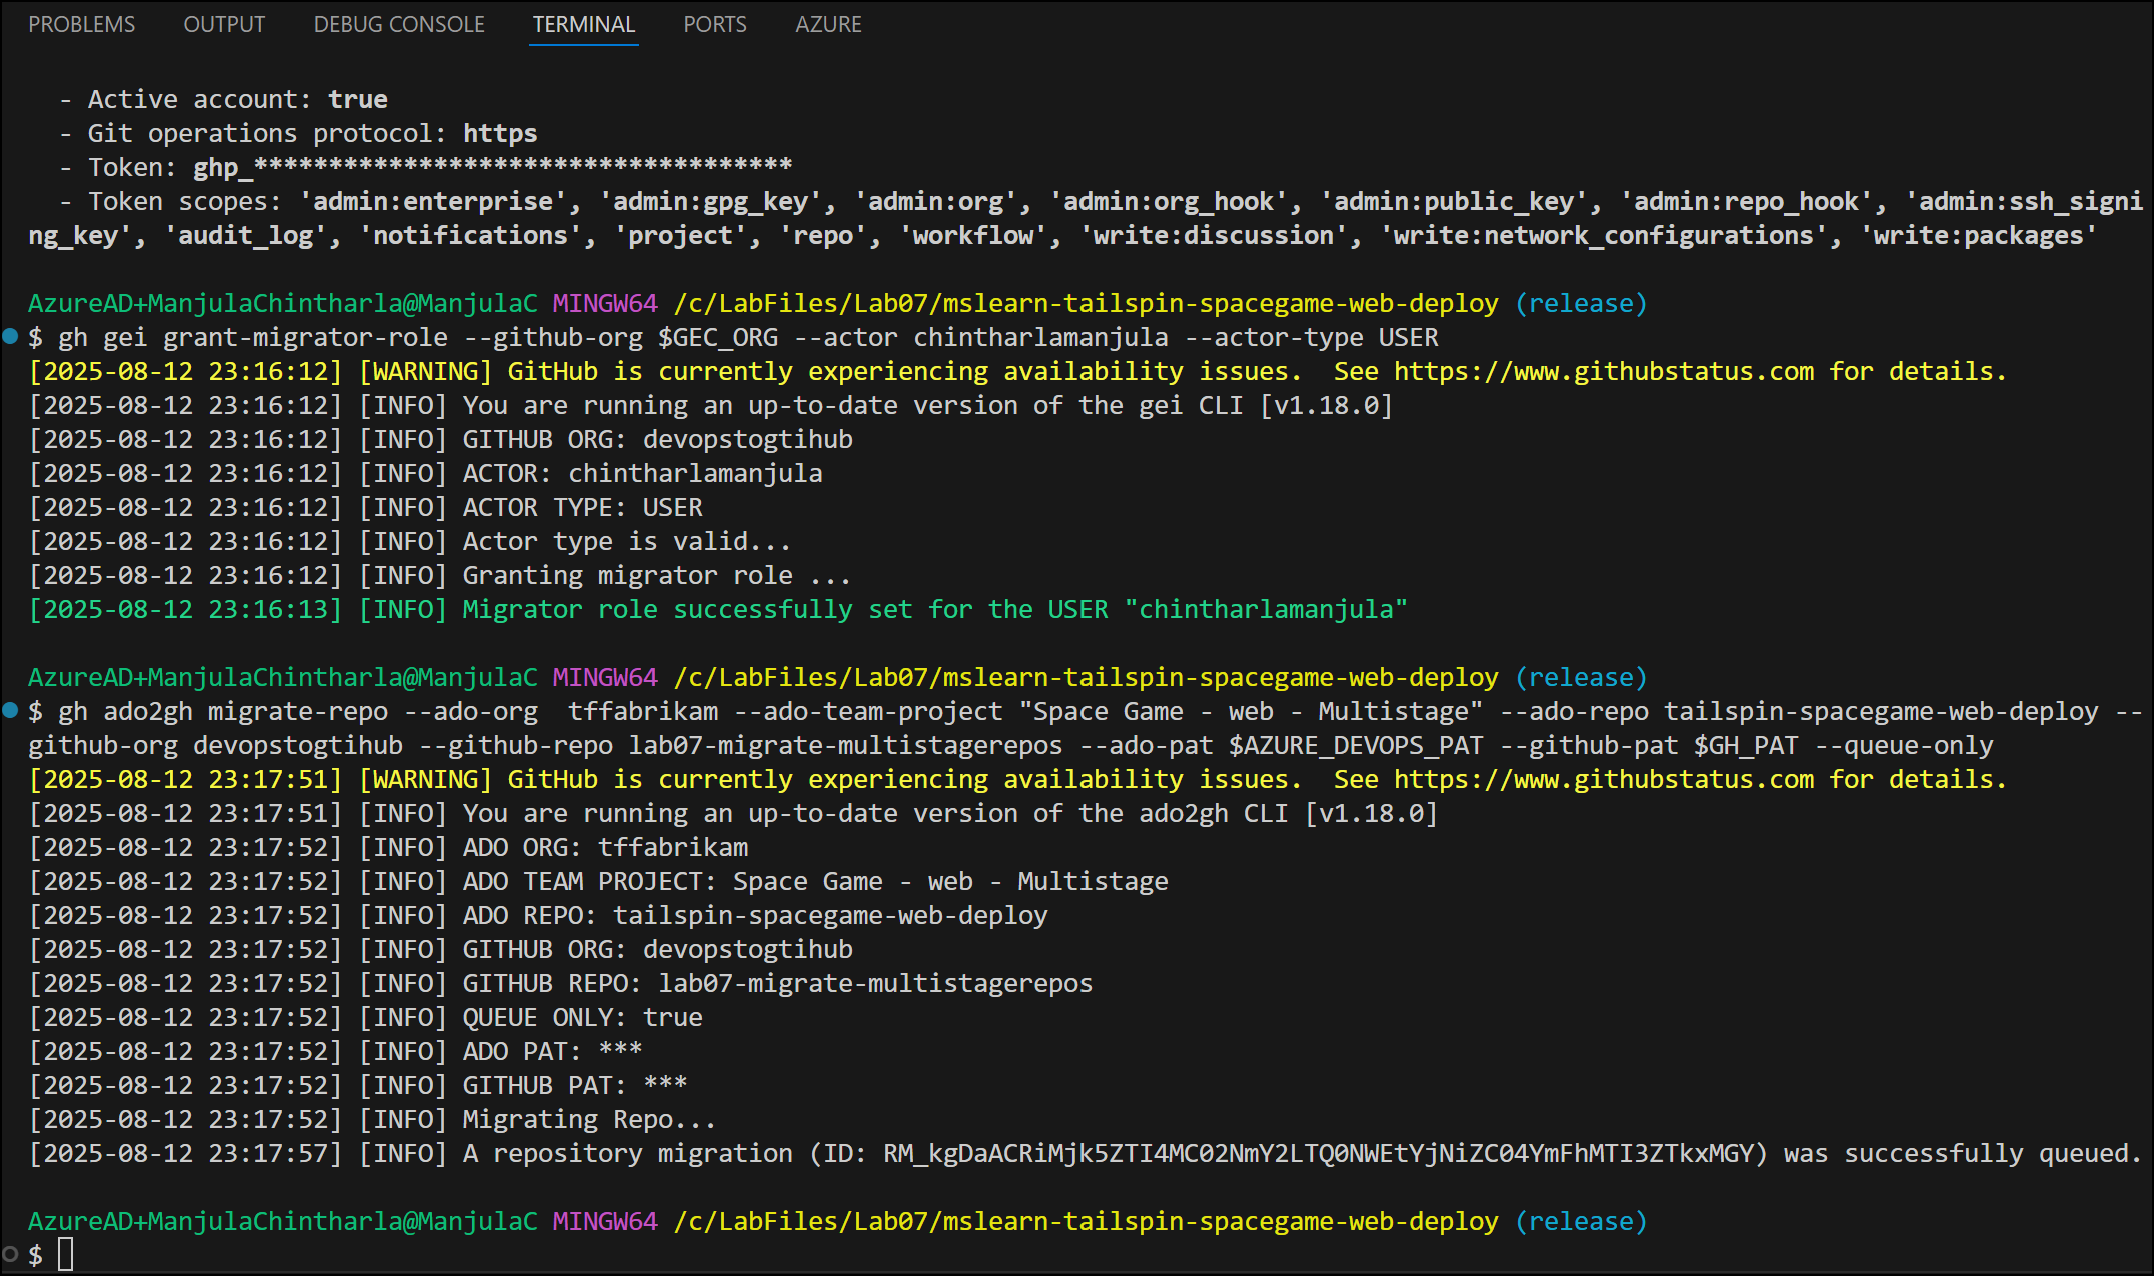 PROBLEMS OUTPUT DEBUG CONSOLE TERMINAL PORTS AZURE
- Active account: true
- Git operations protocol: https
- Token: ghp_************************************
- Token scopes: 'admin:enterprise', 'admin:gpg_key', 'admin:org', 'admin:org_hook', 'admin:public_key', 'admin:repo_hook', 'admin:ssh_signi
ng_key', 'audit_log', 'notifications', 'project', 'repo', 'workflow', 'write:discussion', 'write:network_configurations', 'write:packages'
AzureAD+ManjulaChintharla@ManjulaC MINGW64 /c/LabFiles/Lab07/mslearn-tailspin-spacegame-web-deploy (release)
$ gh gei grant-migrator-role --github-org $GEC_ORG --actor chintharlamanjula --actor-type USER
[2025-08-12 23:16:12] [WARNING] GitHub is currently experiencing availability issues.  See https://www.githubstatus.com for details.
[2025-08-12 23:16:12] [INFO] You are running an up-to-date version of the gei CLI [v1.18.0]
[2025-08-12 23:16:12] [INFO] GITHUB ORG: devopstogtihub
[2025-08-12 23:16:12] [INFO] ACTOR: chintharlamanjula
[2025-08-12 23:16:12] [INFO] ACTOR TYPE: USER
[2025-08-12 23:16:12] [INFO] Actor type is valid...
[2025-08-12 23:16:12] [INFO] Granting migrator role ...
[2025-08-12 23:16:13] [INFO] Migrator role successfully set for the USER "chintharlamanjula"
AzureAD+ManjulaChintharla@ManjulaC MINGW64 /c/LabFiles/Lab07/mslearn-tailspin-spacegame-web-deploy (release)
$ gh ado2gh migrate-repo --ado-org  tffabrikam --ado-team-project "Space Game - web - Multistage" --ado-repo tailspin-spacegame-web-deploy --
github-org devopstogtihub --github-repo lab07-migrate-multistagerepos --ado-pat $AZURE_DEVOPS_PAT --github-pat $GH_PAT --queue-only
[2025-08-12 23:17:51] [WARNING] GitHub is currently experiencing availability issues.  See https://www.githubstatus.com for details.
[2025-08-12 23:17:51] [INFO] You are running an up-to-date version of the ado2gh CLI [v1.18.0]
[2025-08-12 23:17:52] [INFO] ADO ORG: tffabrikam
[2025-08-12 23:17:52] [INFO] ADO TEAM PROJECT: Space Game - web - Multistage
[2025-08-12 23:17:52] [INFO] ADO REPO: tailspin-spacegame-web-deploy
[2025-08-12 23:17:52] [INFO] GITHUB ORG: devopstogtihub
[2025-08-12 23:17:52] [INFO] GITHUB REPO: lab07-migrate-multistagerepos
[2025-08-12 23:17:52] [INFO] QUEUE ONLY: true
[2025-08-12 23:17:52] [INFO] ADO PAT: ***
[2025-08-12 23:17:52] [INFO] GITHUB PAT: ***
[2025-08-12 23:17:52] [INFO] Migrating Repo...
[2025-08-12 23:17:57] [INFO] A repository migration (ID: RM_kgDaACRiMjk5ZTI4MC02NmY2LTQ0NWEtYjNiZC04YmFhMTI3ZTkxMGY) was successfully queued.
AzureAD+ManjulaChintharla@ManjulaC MINGW64 /c/LabFiles/Lab07/mslearn-tailspin-spacegame-web-deploy (release)
$